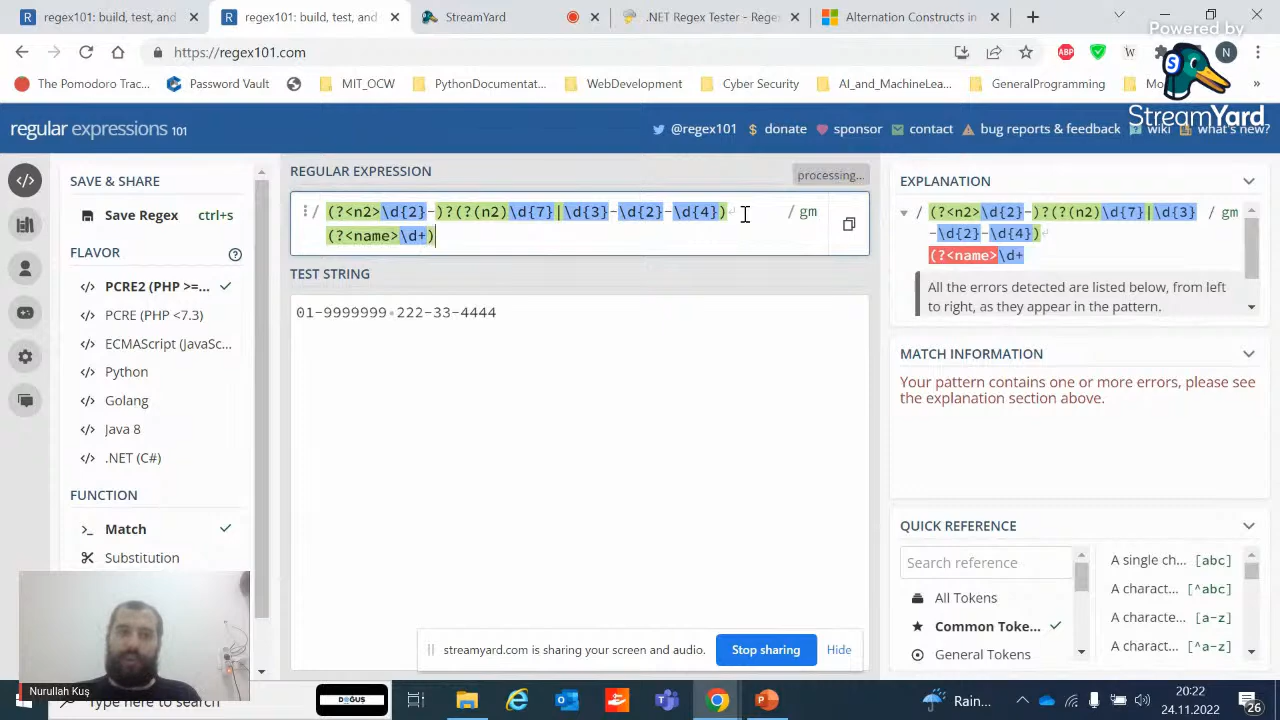 regex101: build, test, and
regex101: build, test, and
StreamYard
.NET Regex Tester - Rege
Alternation Constructs in
Powered by
https://regex101.com
ABP
W
N
The Pomodoro Trac...
Password Vault
MIT_OCW
PythonDocumentat...
WebDevelopment
Cyber Security
AI_and_MachineLea...
GeneralProgramming
StreamYard
regular expressions 101
@regex101
donate
sponsor
contact
bug reports & feedback
wiki
what's new?
SAVE & SHARE
Save Regex
ctrl+s
FLAVOR
PCRE2 (PHP >=...
PCRE (PHP <7.3)
ECMAScript (JavaSc...
Python
Golang
Java 8
.NET (C#)
FUNCTION
Match
Substitution
REGULAR EXPRESSION
processing...
/ (?<n2>\d{2}-)?(?(n2)\d{7}|\d{3}-\d{2}-\d{4}) / gm
(?<name>\d+)
TEST STRING
01-9999999 222-33-4444
EXPLANATION
/ (?<n2>\d{2}-)?(?(n2)\d{7}|\d{3} / gm
-\d{2}-\d{4})
(?<name>\d+
All the errors detected are listed below, from left
to right, as they appear in the pattern.
MATCH INFORMATION
Your pattern contains one or more errors, please see
the explanation section above.
QUICK REFERENCE
Search reference
All Tokens
Common Toke...
General Tokens
A single ch... [abc]
A charact... [^abc]
A characte... [a-z]
A charact... [^a-z]
streamyard.com is sharing your screen and audio.
Stop sharing
Hide
Nurullah Kuş
Type here to search
DOĞUŞ
Rain...
20:22
24.11.2022
26